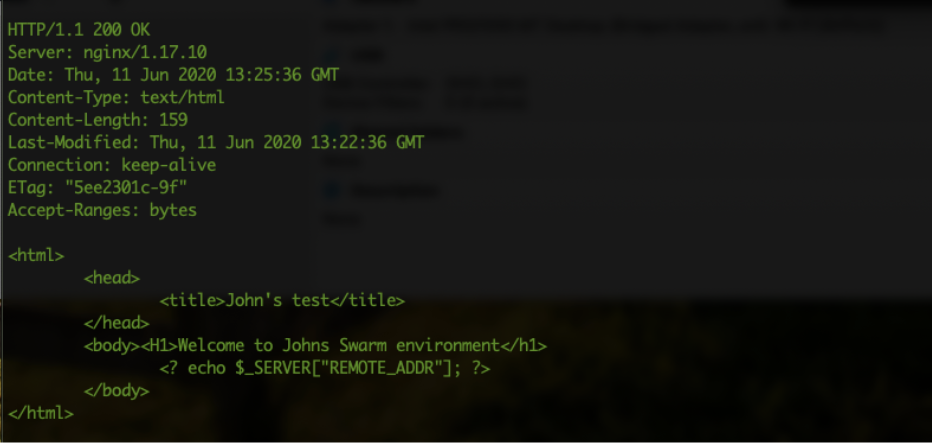 HTTP/1.1 200 OK
Server: nginx/1.17.10
Date: Thu, 11 Jun 2020 13:25:36 GMT
Content-Type: text/html
Content-Length: 159
Last-Modified: Thu, 11 Jun 2020 13:22:36 GMT
Connection: keep-alive
ETag: "5ee2301c-9f"
Accept-Ranges: bytes

<html>
        <head>
                <title>John's test</title>
        </head>
        <body><H1>Welcome to Johns Swarm environment</h1>
                <? echo $_SERVER["REMOTE_ADDR"]; ?>
        </body>
</html>